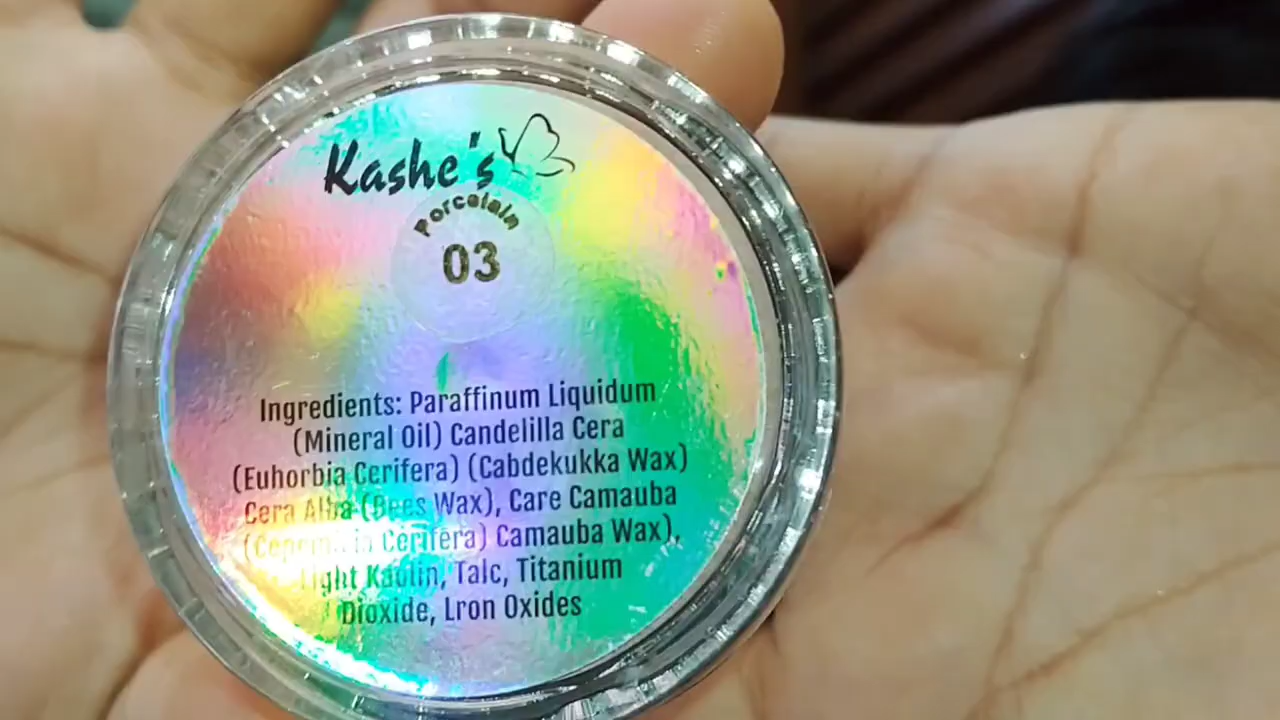 Kashe's
Porcelain
03
Ingredients: Paraffinum Liquidum
(Mineral Oil) Candelilla Cera
(Euhorbia Cerifera) (Cabdekukka Wax)
Cera Alba (Bees Wax), Care Camauba
Cerifera) Camauba Wax),
Light Kaolin, Talc, Titanium
Dioxide, Lron Oxides